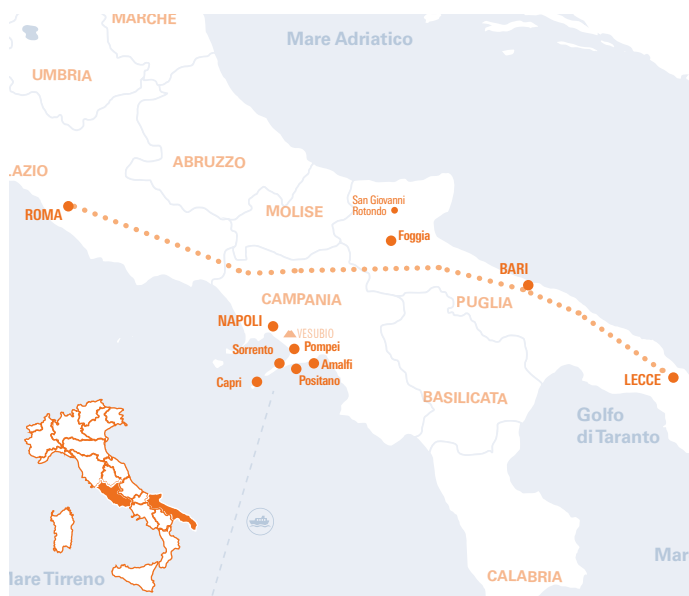 MARCHE
Mare Adriatico
UMBRIA
ABRUZZO
LAZIO
San Giovanni
Rotondo
ROMA
MOLISE
Foggia
BARI
CAMPANIA
PUGLIA
NAPOLI
VESUBIO
Pompei
Sorrento
Amalfi
Capri
Positano
LECCE
BASILICATA
Golfo
di Taranto
Mar
Mare Tirreno
CALABRIA